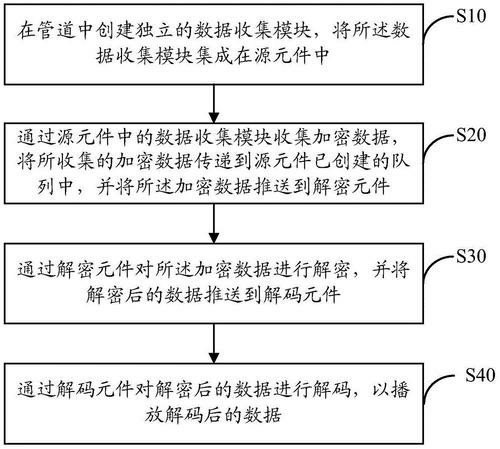 在管道中创建独立的数据收集模块，将所述数
据收集模块集成在源元件中
S10
通过源元件中的数据收集模块收集加密数据，
将所收集的加密数据传递到源元件已创建的队
列中，并将所述加密数据推送到解密元件
S20
通过解密元件对所述加密数据进行解密，并将
解密后的数据推送到解码元件
S30
通过解码元件对解密后的数据进行解码，以播
放解码后的数据
S40